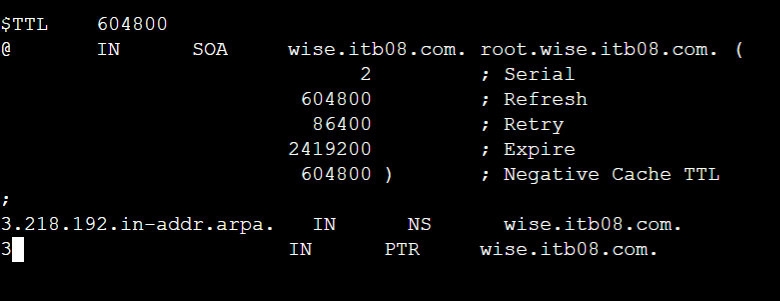 $TTL    604800
@       IN      SOA     wise.itb08.com. root.wise.itb08.com. (
                              2         ; Serial
                         604800         ; Refresh
                          86400         ; Retry
                        2419200         ; Expire
                         604800 )       ; Negative Cache TTL
;
3.218.192.in-addr.arpa.   IN      NS      wise.itb08.com.
3                       IN      PTR     wise.itb08.com.